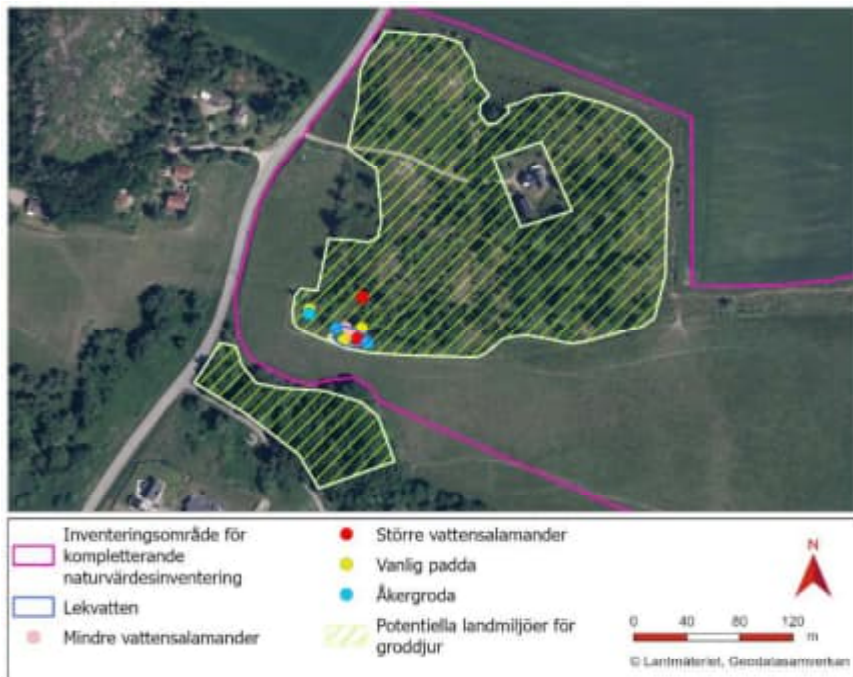 Inventeringsområde för
kompletterande
naturvärdesinventering
Lekvatten
Mindre vattensalamander
Större vattensalamander
Vanlig padda
Åkergroda
Potentiella landmiljöer för
groddjur
N
0 40 80 120
m
© Lantmäteriet, Geodatasamverkan